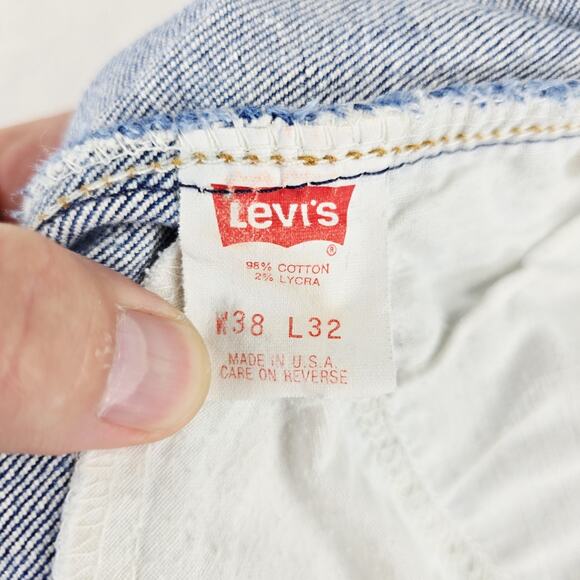 Levi's
®
98% COTTON
2% LYCRA
W38 L32
MADE IN U.S.A.
CARE ON REVERSE